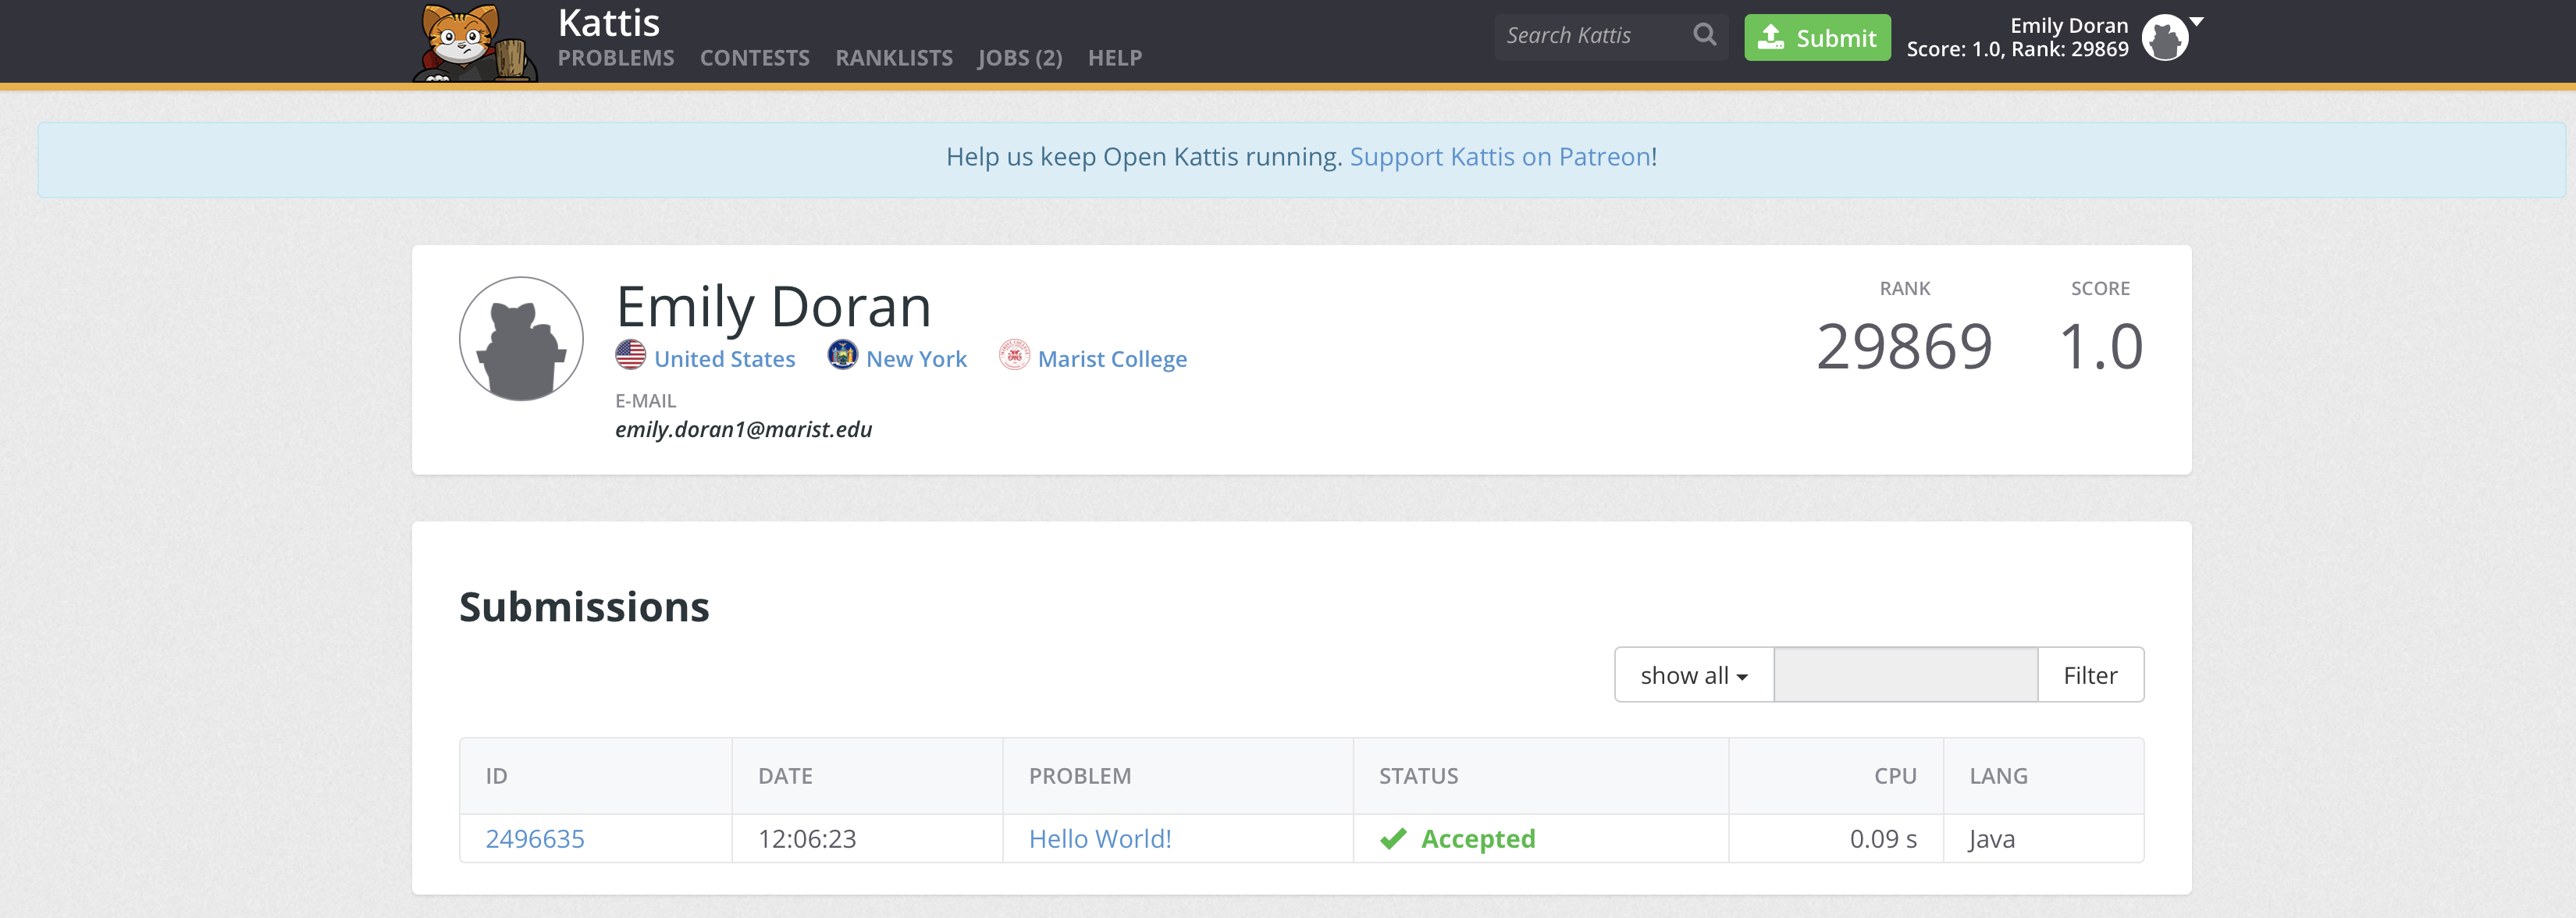 Kattis
PROBLEMS CONTESTS RANKLISTS JOBS (2) HELP
Search Kattis
Submit
Emily Doran
Score: 1.0, Rank: 29869
Help us keep Open Kattis running. Support Kattis on Patreon!
Emily Doran
United States New York Marist College
E-MAIL
emily.doran1@marist.edu
RANK SCORE
29869 1.0
Submissions
show all Filter
ID DATE PROBLEM STATUS CPU LANG
2496635 12:06:23 Hello World! Accepted 0.09 s Java